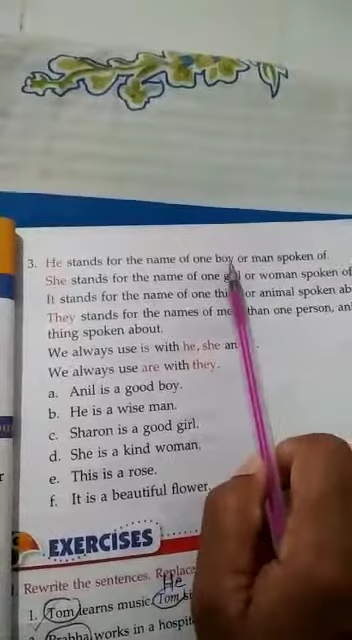 3. He stands for the name of one boy or man spoken of
She stands for the name of one girl or woman spoken of
It stands for the name of one or animal spoken
They stands for the names of than one person,
thing spoken about.
We always use is with he, she
We always use are with they.
a. Anil is a good boy.
b. He is a wise man.
c. Sharon is a good girl.
d. She is a kind woman.
e. This is a rose.
f. It is a beautiful flower.
EXERCISES
Rewrite the sentences. Replace
He
1. Tom learns music. Tom
Prabha works in a